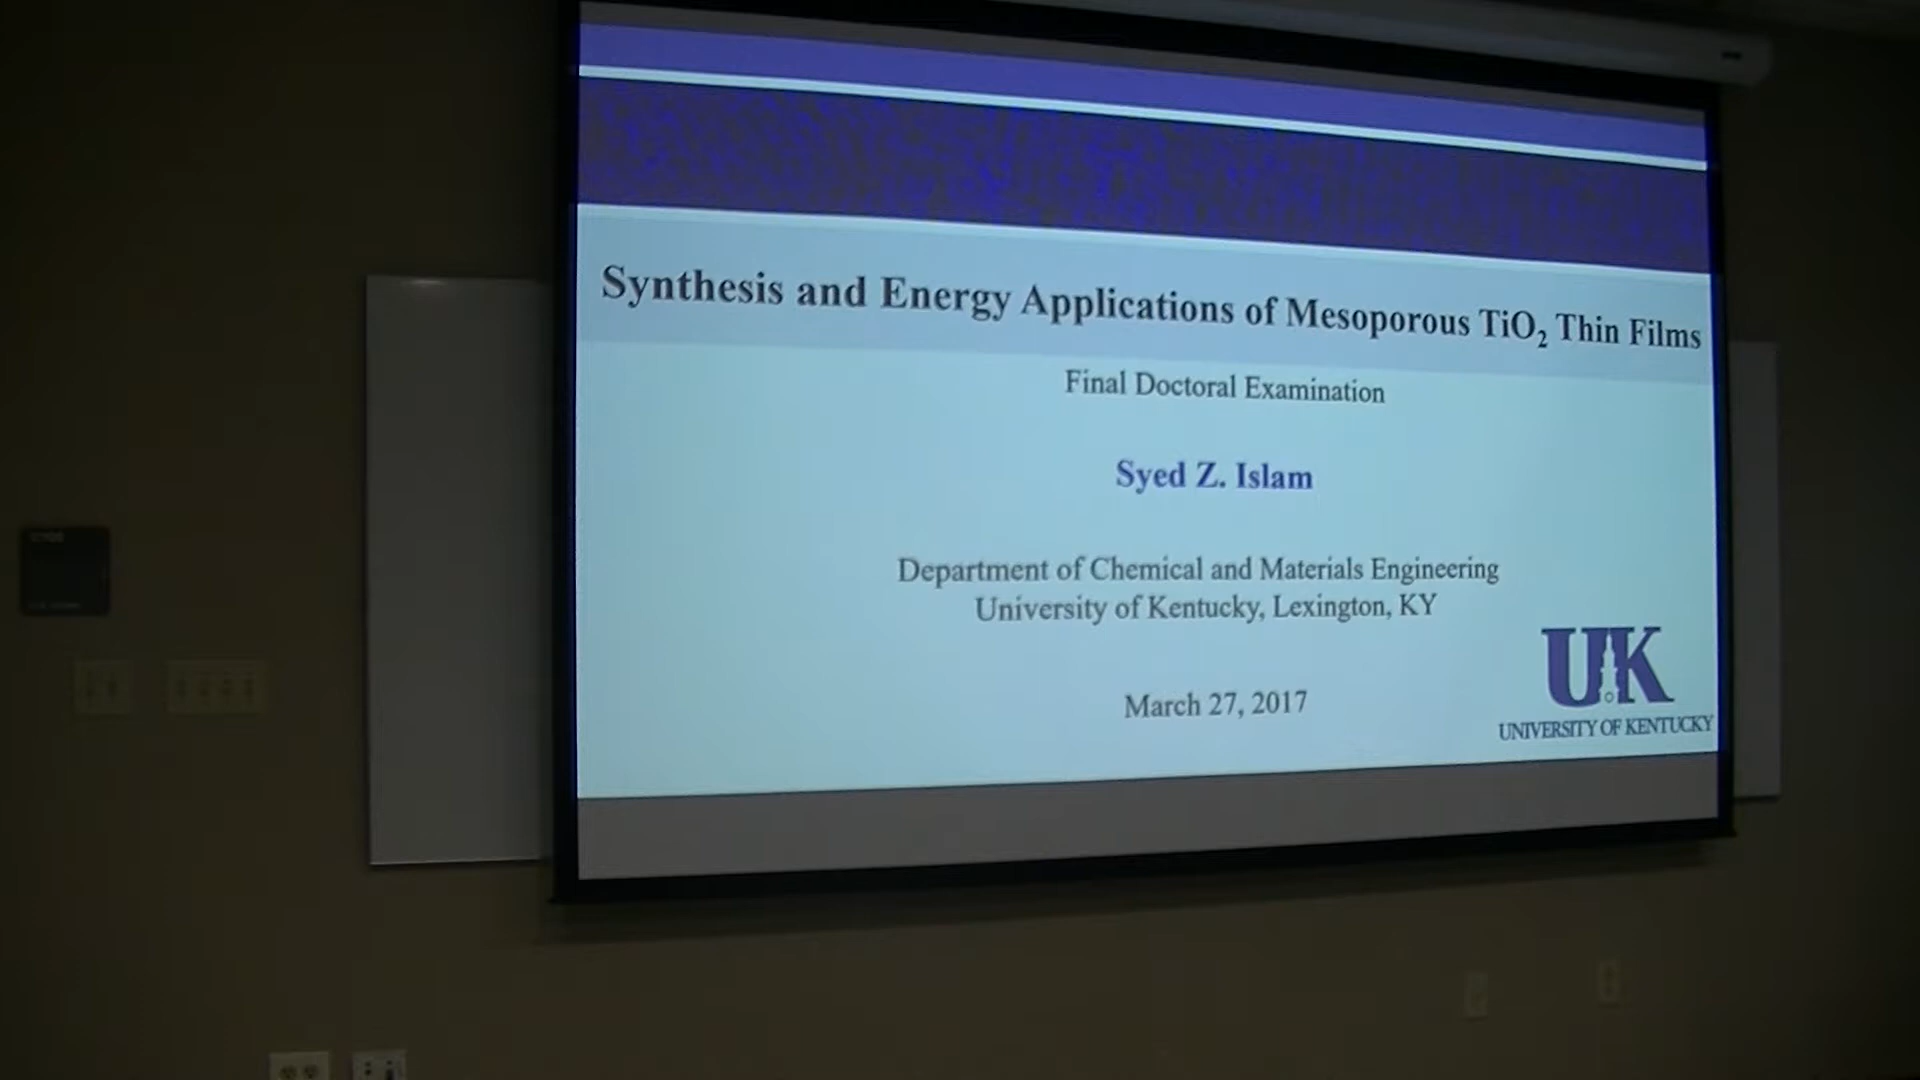 Synthesis and Energy Applications of Mesoporous TiO₂ Thin Films
Final Doctoral Examination
Syed Z. Islam
Department of Chemical and Materials Engineering
University of Kentucky, Lexington, KY
March 27, 2017
UK
UNIVERSITY OF KENTUCKY